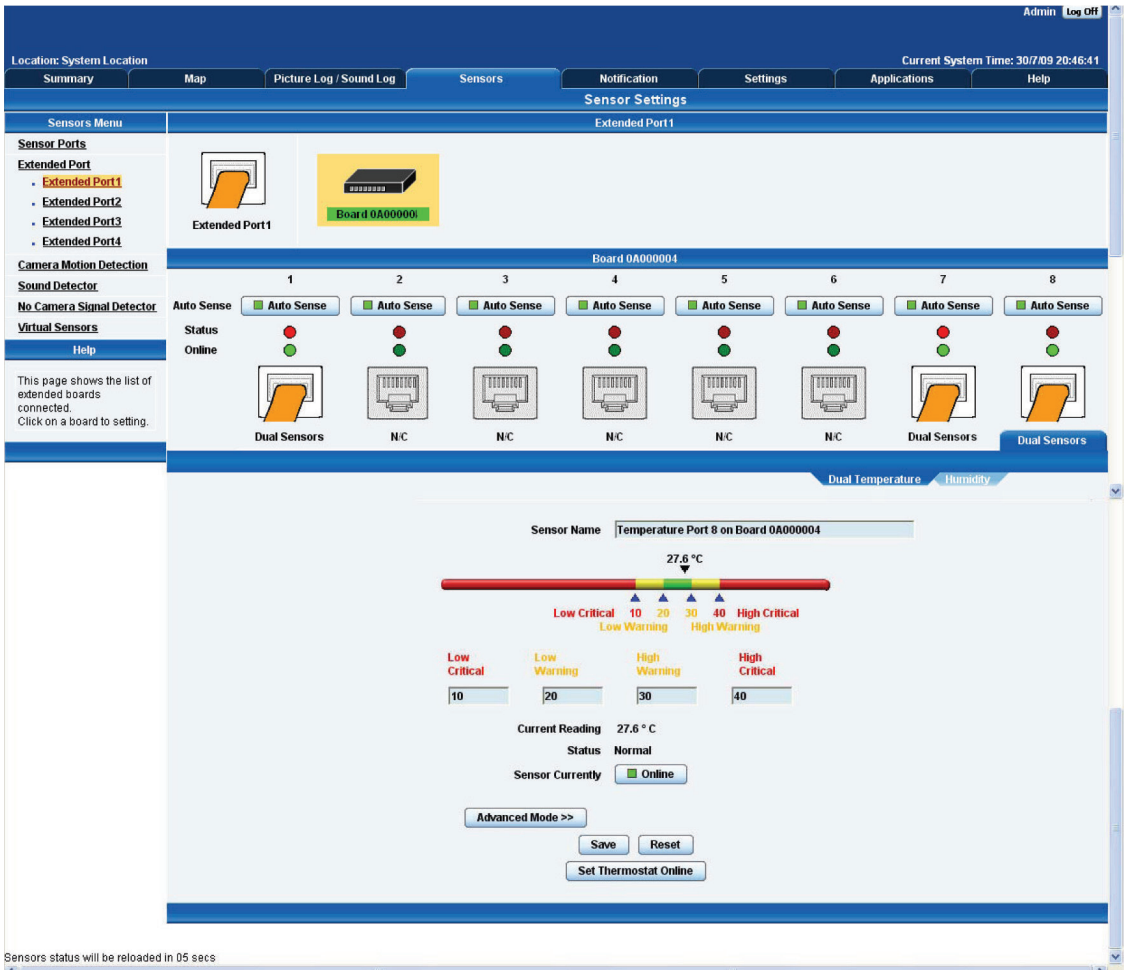 Admin Log Off
Location: System Location Current System Time: 30/7/09 20:46:41
Summary Map Picture Log / Sound Log Sensors Notification Settings Applications Help
Sensor Settings
Sensors Menu Extended Port1
Sensor Ports
Extended Port
Extended Port1
Extended Port2
Extended Port3
Extended Port4
Camera Motion Detection
Sound Detector
No Camera Signal Detector
Virtual Sensors
Help
This page shows the list of
extended boards
connected.
Click on a board to setting.
Extended Port1 Board 0A00000
Board 0A000004
1 2 3 4 5 6 7 8
Auto Sense Auto Sense Auto Sense Auto Sense Auto Sense Auto Sense Auto Sense Auto Sense Auto Sense
Status
Online
Dual Sensors N/C N/C N/C N/C N/C Dual Sensors Dual Sensors
Dual Temperature Humidity
Sensor Name Temperature Port 8 on Board 0A000004
27.6 °C
Low Critical 10 20 30 40 High Critical
Low Warning High Warning
Low Low High High
Critical Warning Warning Critical
10 20 30 40
Current Reading 27.6 ° C
Status Normal
Sensor Currently Online
Advanced Mode >>
Save Reset
Set Thermostat Online
Sensors status will be reloaded in 05 secs